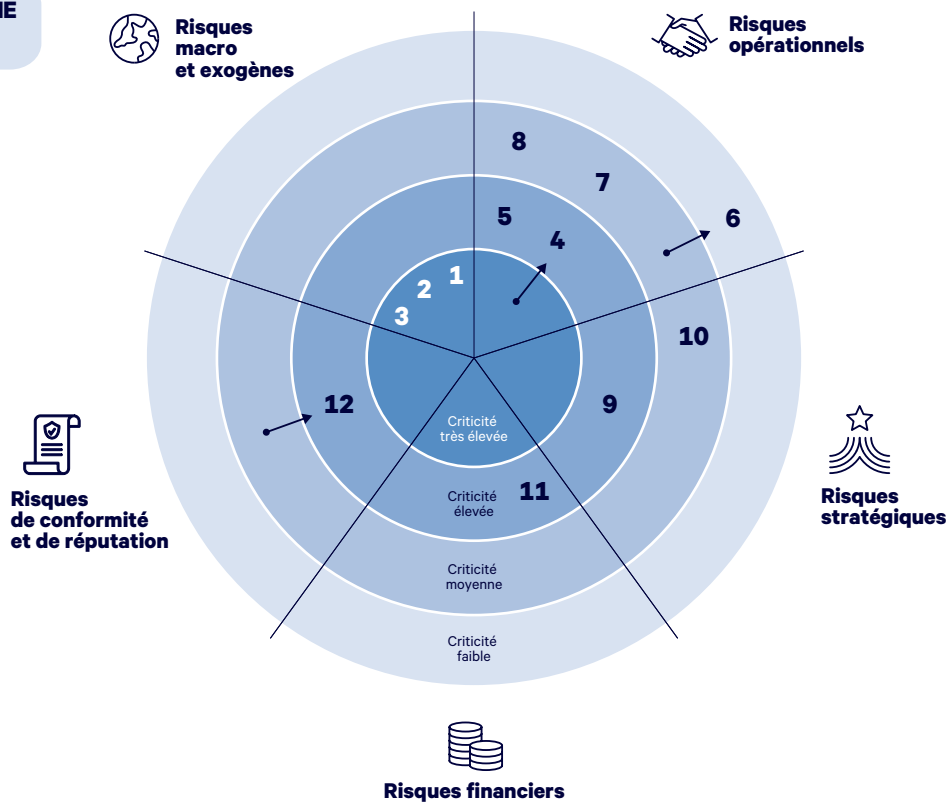 Risques
macro
et exogènes
Risques
opérationnels
8
7
6
5
4
1
2
3
10
12
9
Criticité
très élevée
Criticité
élevée
11
Criticité
moyenne
Criticité
faible
Risques
de conformité
et de réputation
Risques
stratégiques
Risques financiers